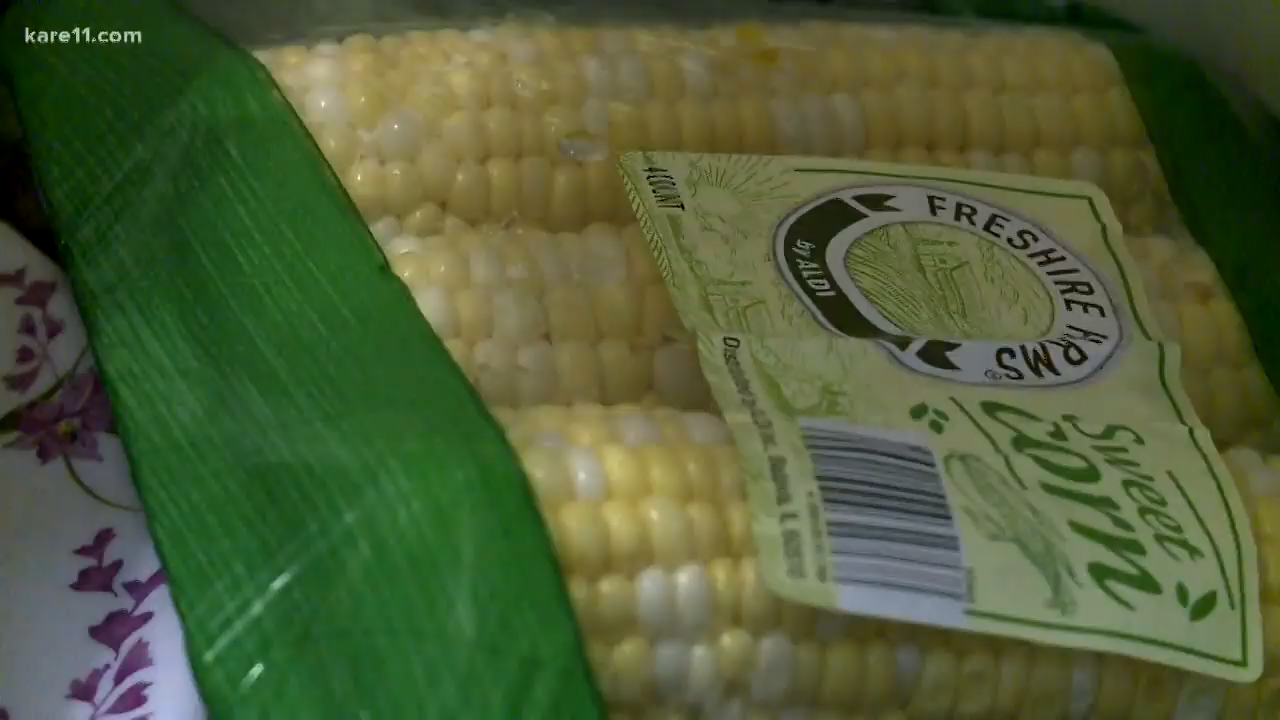 kare11.com
4 COUNT
FRESHIRE FARMS®
by ALDI
Sweet
corn